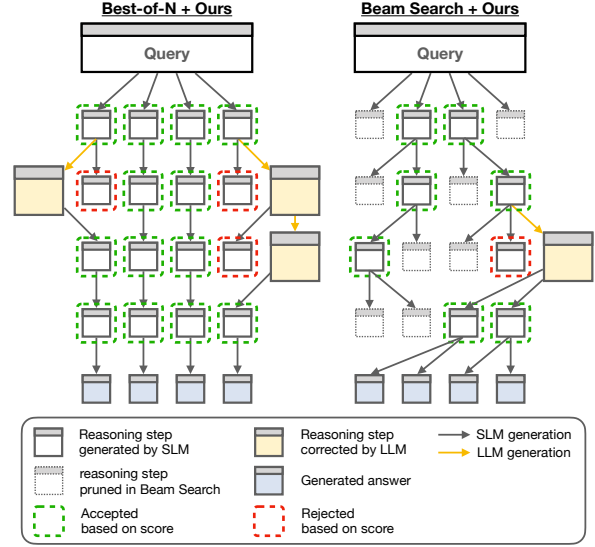 Best-of-N + Ours
Beam Search + Ours
Query
Query
Reasoning step
generated by SLM
Reasoning step
corrected by LLM
SLM generation
LLM generation
reasoning step
pruned in Beam Search
Generated answer
Accepted
based on score
Rejected
based on score